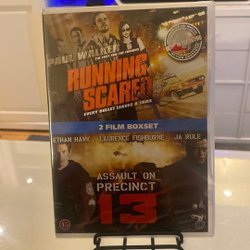 PAUL WALKER
RUNNING
SCARED
EVERY BULLET LEAVES A TRAIL
2 FILM BOXSET
ETHAN HAWKE LAURENCE FISHBURNE JA RULE
ASSAULT ON
PRECINCT
13